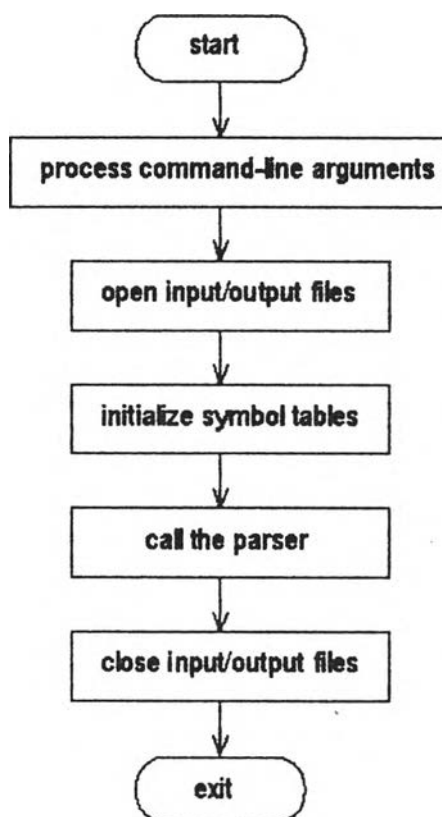 start
process command-line arguments
open input/output files
initialize symbol tables
call the parser
close input/output files
exit